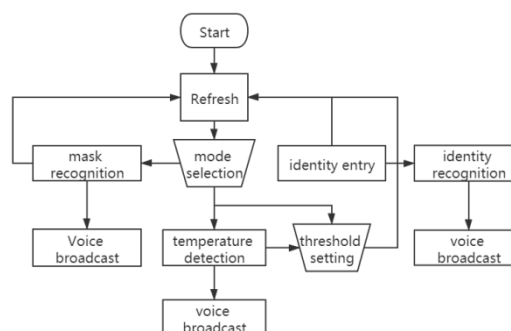 Start
Refresh
mask
recognition
mode
selection
identity entry
identity
recognition
Voice
broadcast
temperature
detection
threshold
setting
voice
broadcast
voice
broadcast